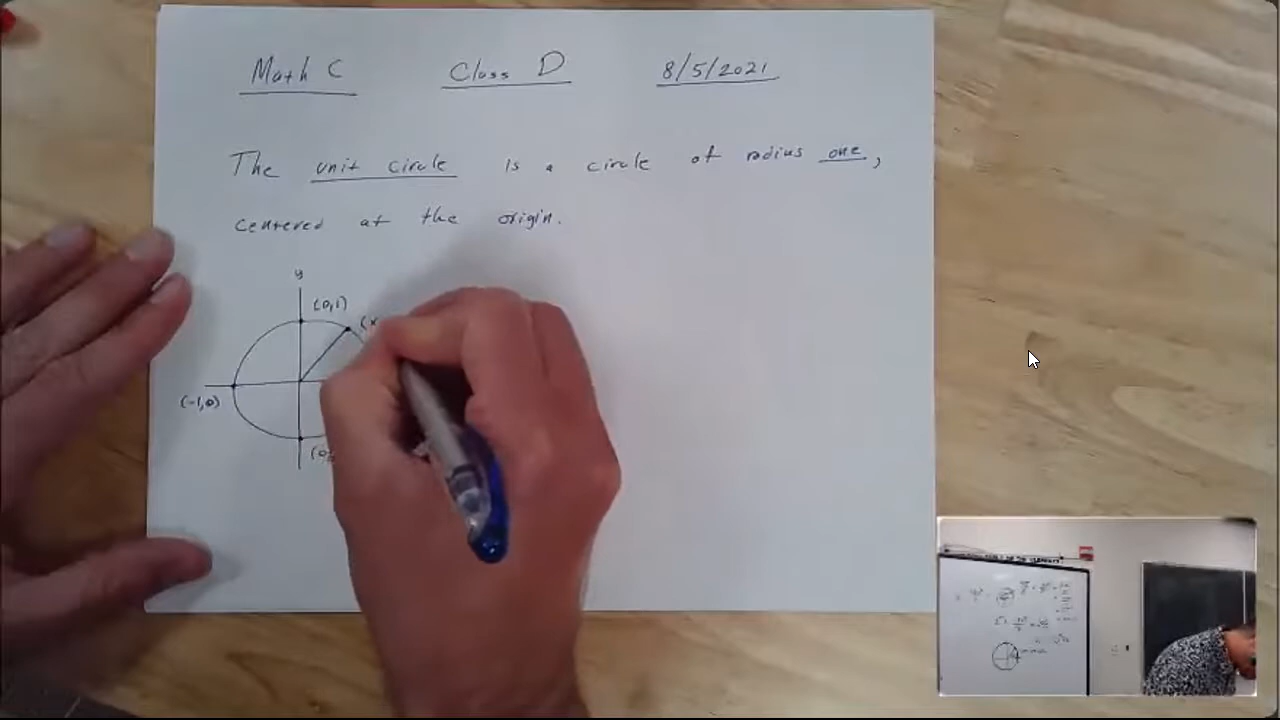 Math C Class D 8/5/2021
The unit circle is a circle of radius one,
centered at the origin.
y
(0,1)
(x
(-1,0)
(0,